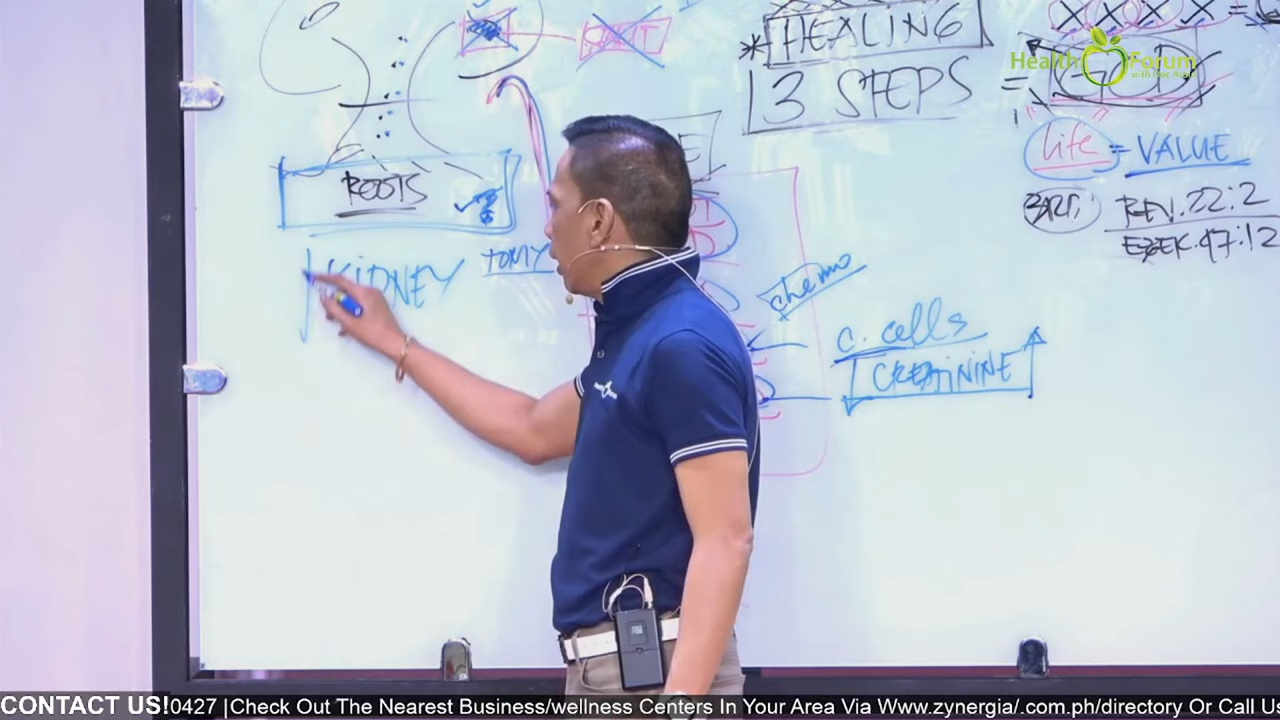 * HEALING
3 STEPS
Health Forum
= GOD
life = VALUE
REV. 22:2
EZEK. 47:12
ROOTS
KIDNEY
TOMY
chemo
c. cells
CREATININE
CONTACT US! 0427 | Check Out The Nearest Business/wellness Centers In Your Area Via Www.zynergia/.com.ph/directory Or Call Us